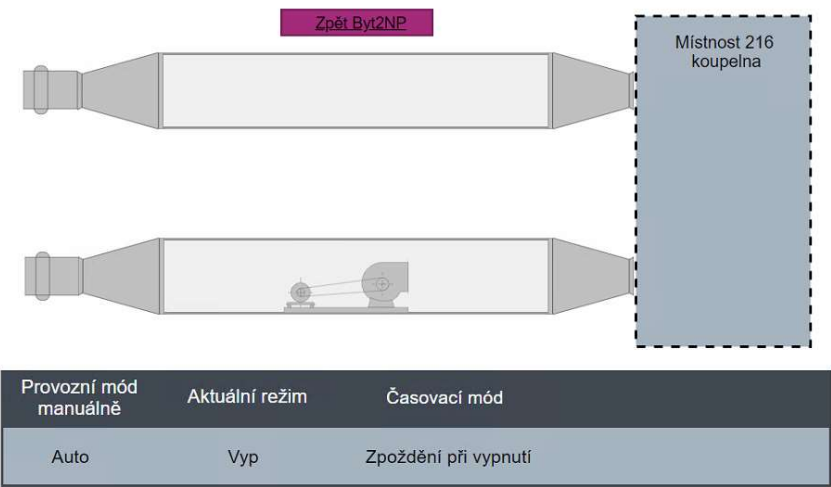 Zpět Byt2NP
Místnost 216
koupelna
Provozní mód
manuálně
Aktuální režim
Časovací mód
Auto
Vyp
Zpoždění při vypnutí